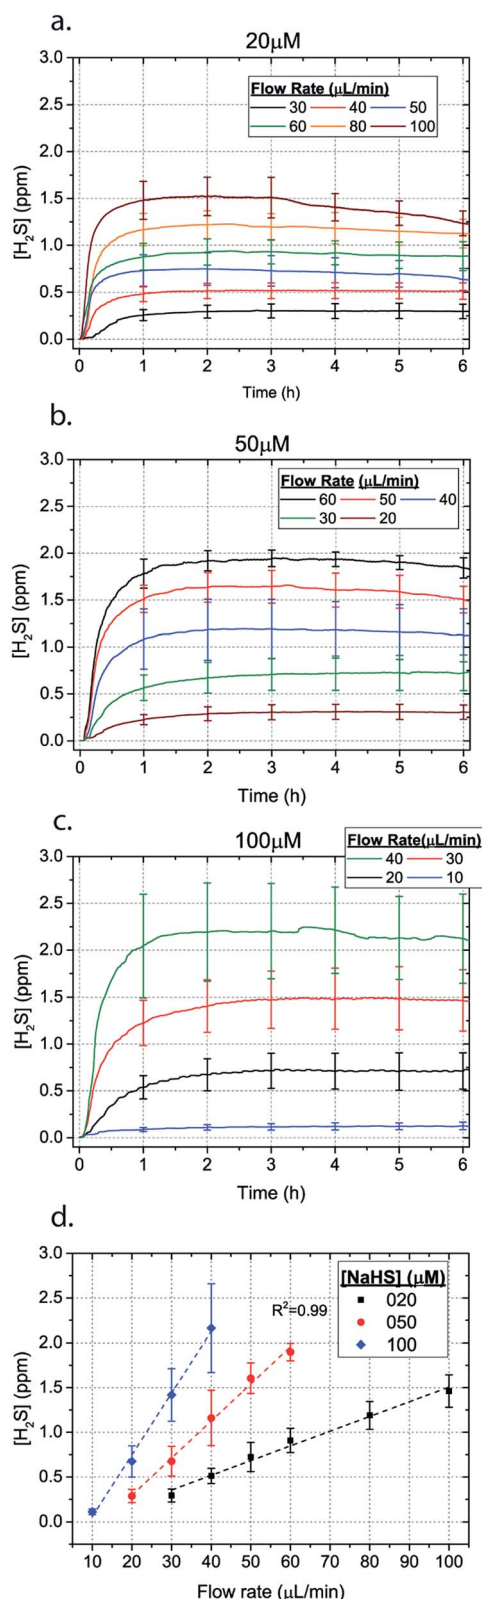 a.
20μM
3.0
Flow Rate (μL/min)
30 40 50
60 80 100
2.5
2.0
1.5
1.0
0.5
0.0
[H₂S] (ppm)
0 1 2 3 4 5 6
Time (h)
b.
50μM
3.0
Flow Rate (μL/min)
60 50 40
30 20
2.5
2.0
1.5
1.0
0.5
0.0
[H₂S] (ppm)
0 1 2 3 4 5 6
Time (h)
c.
100μM
Flow Rate(μL/min)
40 30
20 10
3.0
2.5
2.0
1.5
1.0
0.5
0.0
[H₂S] (ppm)
0 1 2 3 4 5 6
Time (h)
d.
3.0
2.5
2.0
1.5
1.0
0.5
0.0
[H₂S] (ppm)
[NaHS] (μM)
020
050
100
R²=0.99
10 20 30 40 50 60 70 80 90 100
Flow rate (μL/min)